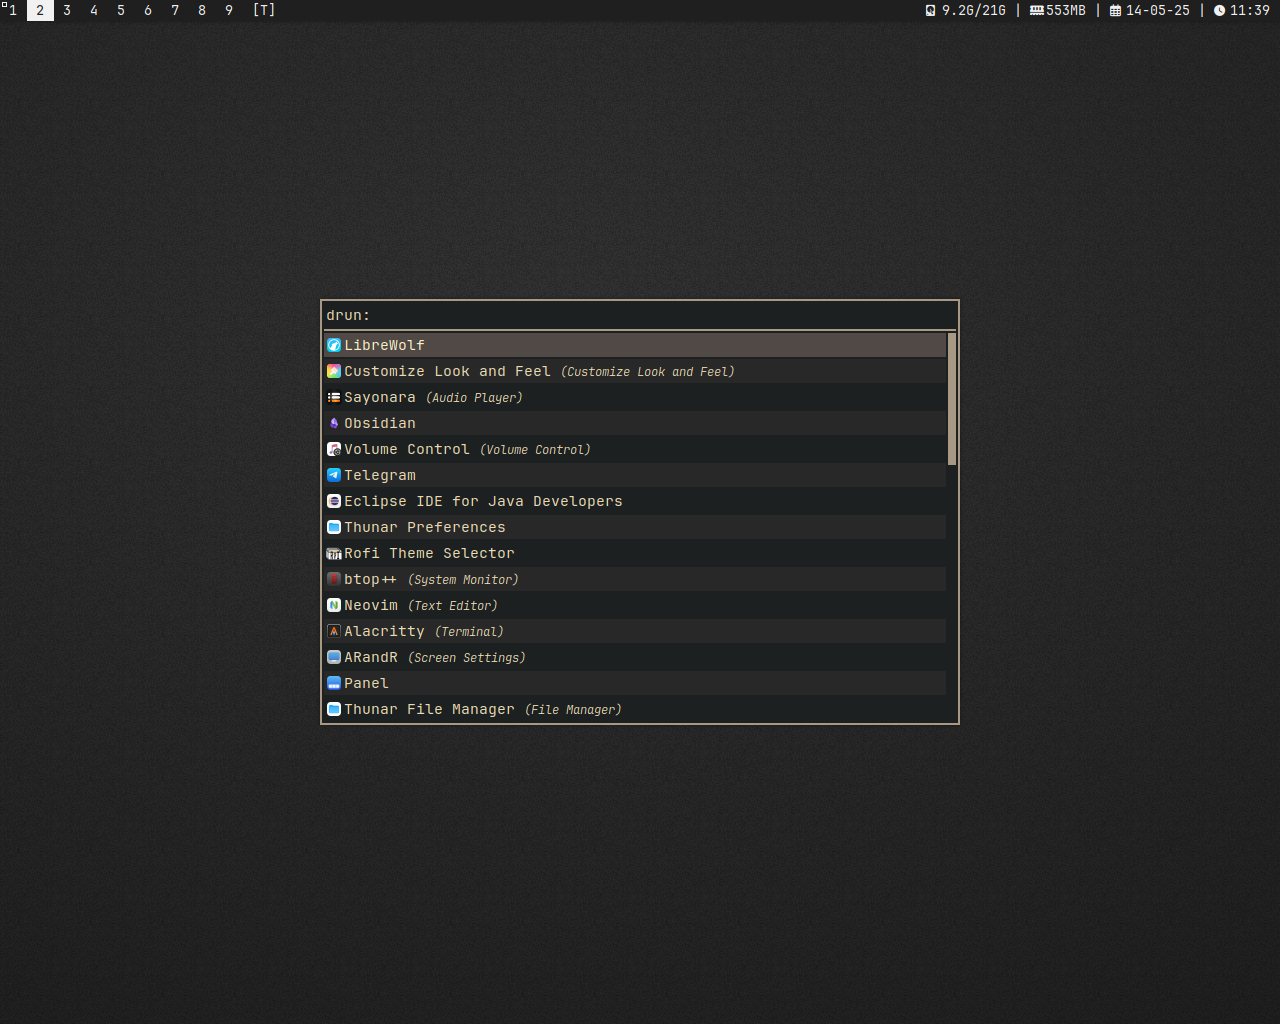 1 2 3 4 5 6 7 8 9 [T] 9.2G/21G | 553MB | 14-05-25 | 11:39
drun:
LibreWolf
Customize Look and Feel (Customize Look and Feel)
Sayonara (Audio Player)
Obsidian
Volume Control (Volume Control)
Telegram
Eclipse IDE for Java Developers
Thunar Preferences
Rofi Theme Selector
btop++ (System Monitor)
Neovim (Text Editor)
Alacritty (Terminal)
ARandR (Screen Settings)
Panel
Thunar File Manager (File Manager)